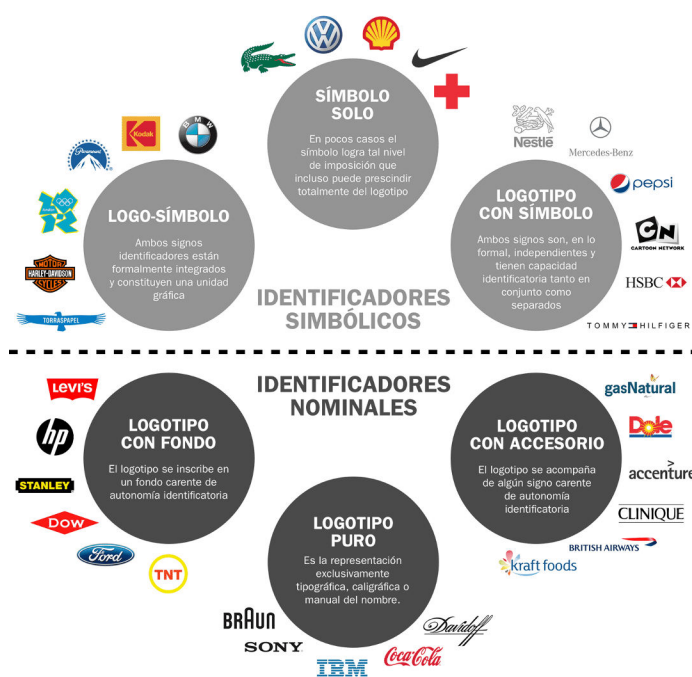 SÍMBOLO
SOLO
En pocos casos el
símbolo logra tal nivel
de imposición que
incluso puede prescindir
totalmente del logotipo
Kodak
BMW
Paramount
london
HARLEY-DAVIDSON
TORRASPAPEL
LOGO-SÍMBOLO
Ambos signos
identificadores están
formalmente integrados
y constituyen una unidad
gráfica
Nestlé
Mercedes-Benz
pepsi
CN
CARTOON NETWORK
HSBC
TOMMY HILFIGER
LOGOTIPO
CON SÍMBOLO
Ambos signos son, en lo
formal, independientes y
tienen capacidad
identificatoria tanto en
conjunto como
separados
IDENTIFICADORES
SIMBÓLICOS
IDENTIFICADORES
NOMINALES
LEVI'S
hp
STANLEY
DOW
Ford
TNT
LOGOTIPO
CON FONDO
El logotipo se inscribe en
un fondo carente de
autonomía identificatoria
gasNatural
Dole
accenture
CLINIQUE
BRITISH AIRWAYS
kraft foods
LOGOTIPO
CON ACCESORIO
El logotipo se acompaña
de algún signo carente
de autonomía
identificatoria
LOGOTIPO
PURO
Es la representación
exclusivamente
tipográfica, caligráfica o
manual del nombre.
BRAUN
SONY
IBM
Coca-Cola
Davidoff